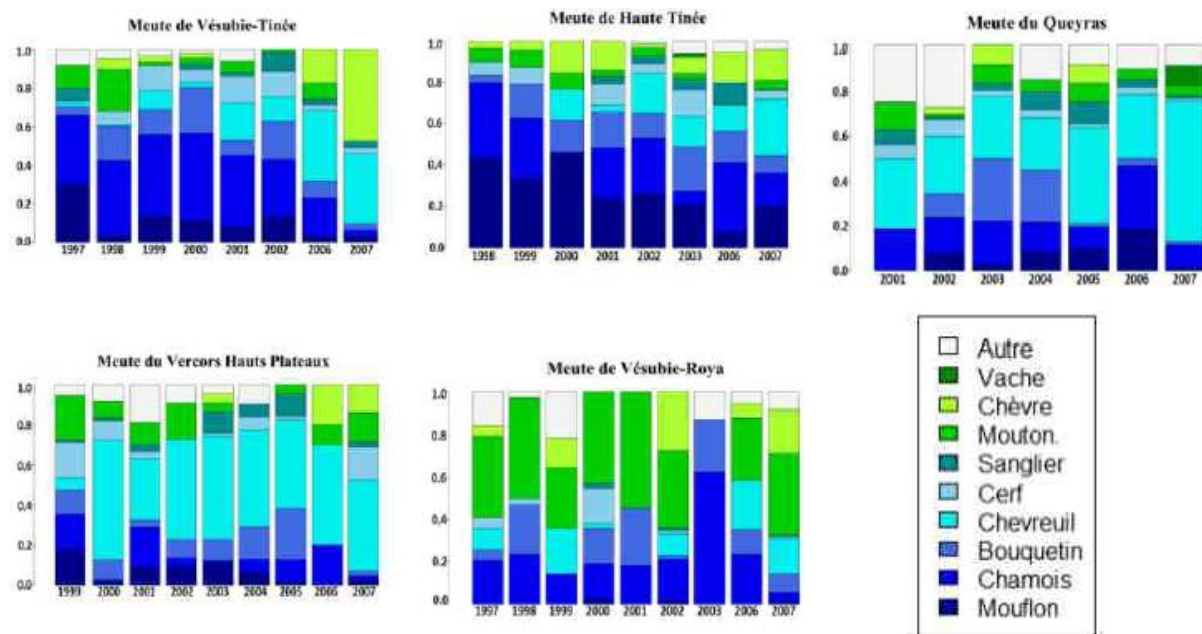 Meute de Vésubie-Tinée
1.0
0.8
0.6
0.4
0.2
0.0
1997 1998 1999 2000 2001 2002 2006 2007
Meute de Haute Tinée
1.0
0.8
0.6
0.4
0.2
0.0
1998 1999 2000 2001 2002 2003 2006 2007
Meute du Queyras
1.0
0.8
0.6
0.4
0.2
0.0
2001 2002 2003 2004 2005 2006 2007
Meute du Vercors Hauts Plateaux
1.0
0.8
0.6
0.4
0.2
0.0
1999 2000 2001 2002 2003 2004 2005 2006 2007
Meute de Vésubie-Roya
1.0
0.8
0.6
0.4
0.2
0.0
1997 1998 1999 2000 2001 2002 2003 2006 2007
Autre
Vache
Chèvre
Mouton.
Sanglier
Cerf
Chevreuil
Bouquetin
Chamois
Mouflon